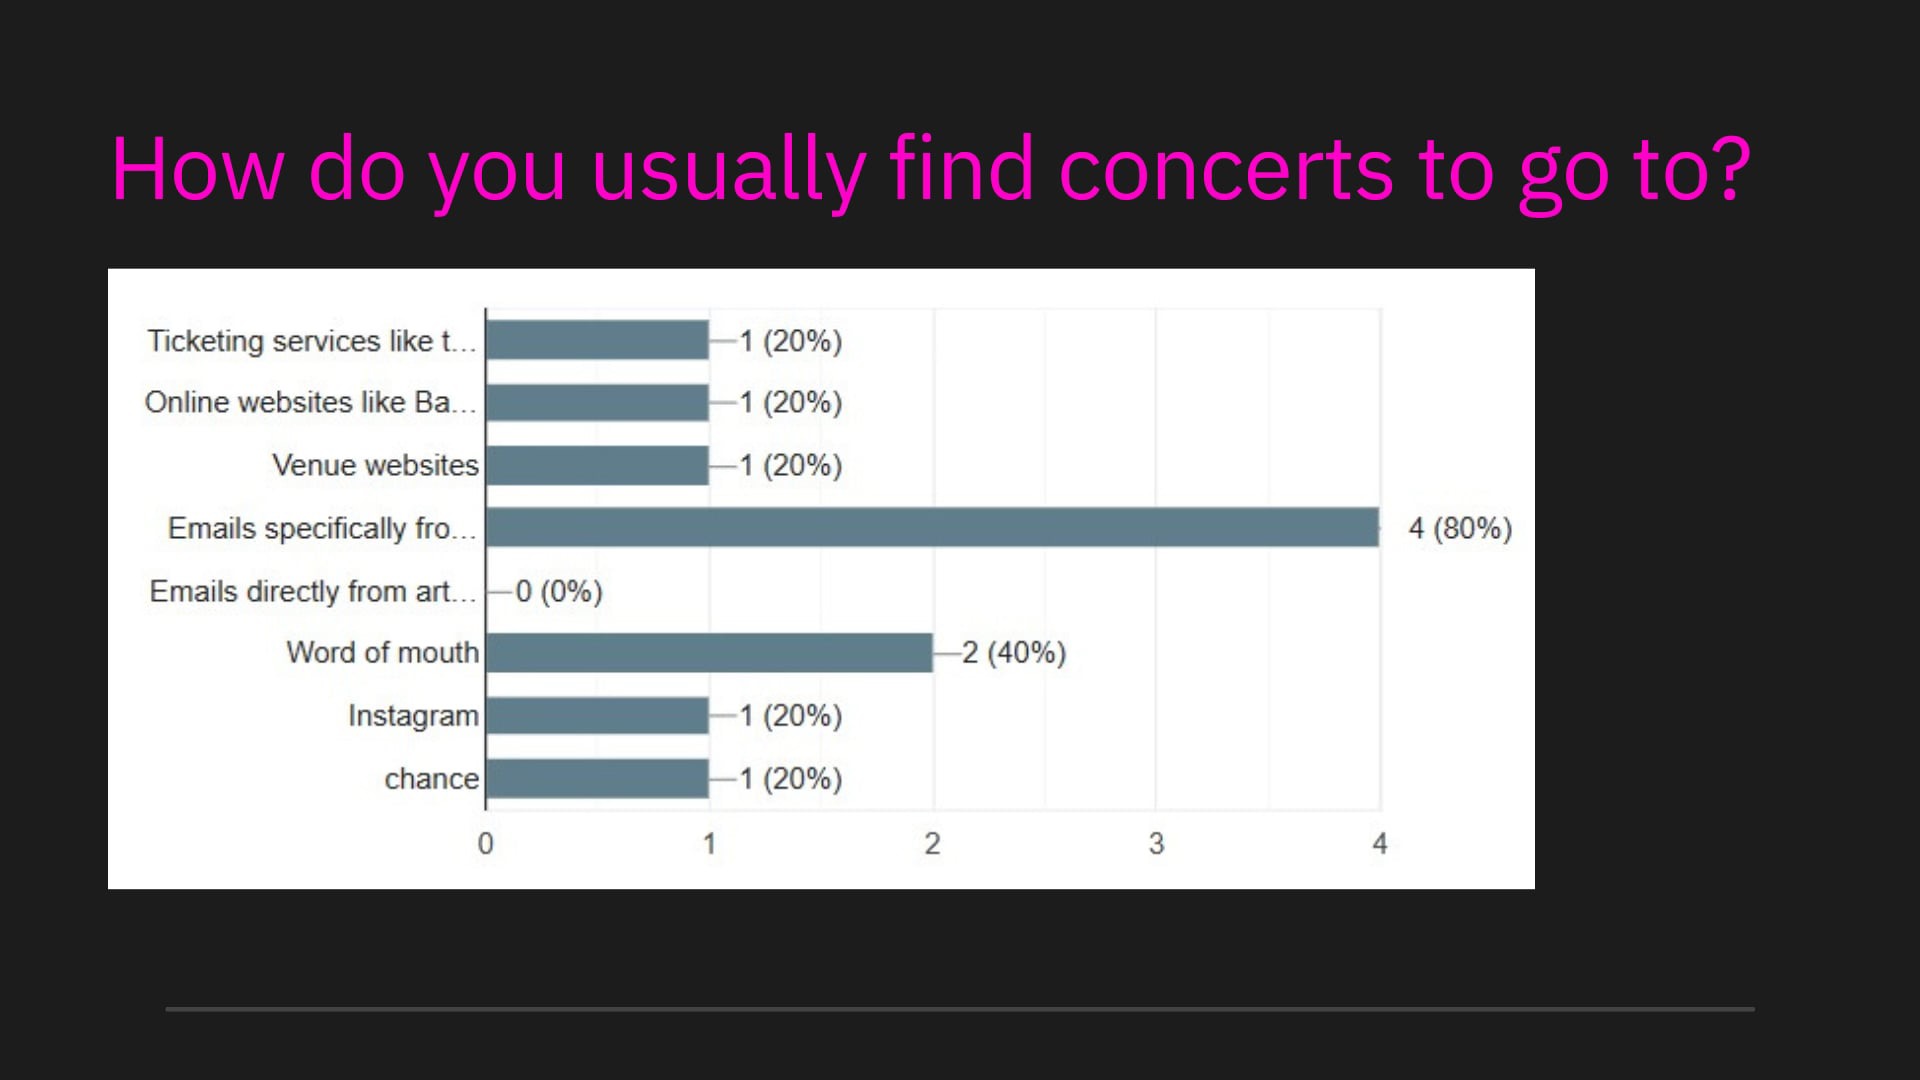 How do you usually find concerts to go to?
Ticketing services like t... 1 (20%)
Online websites like Ba... 1 (20%)
Venue websites 1 (20%)
Emails specifically fro... 4 (80%)
Emails directly from art... 0 (0%)
Word of mouth 2 (40%)
Instagram 1 (20%)
chance 1 (20%)
0 1 2 3 4